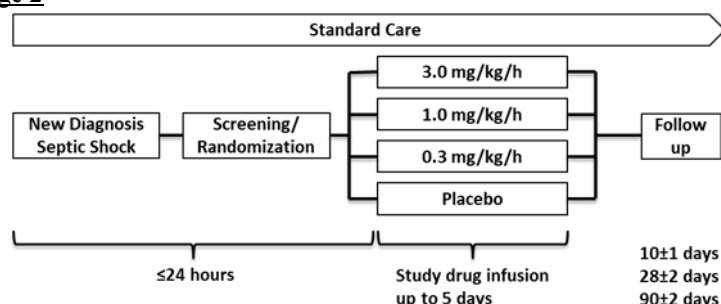 Standard Care
3.0 mg/kg/h
1.0 mg/kg/h
0.3 mg/kg/h
Placebo
New Diagnosis
Septic Shock
Screening/
Randomization
Follow
up
≤24 hours
Study drug infusion
up to 5 days
10±1 days
28±2 days
90±2 days